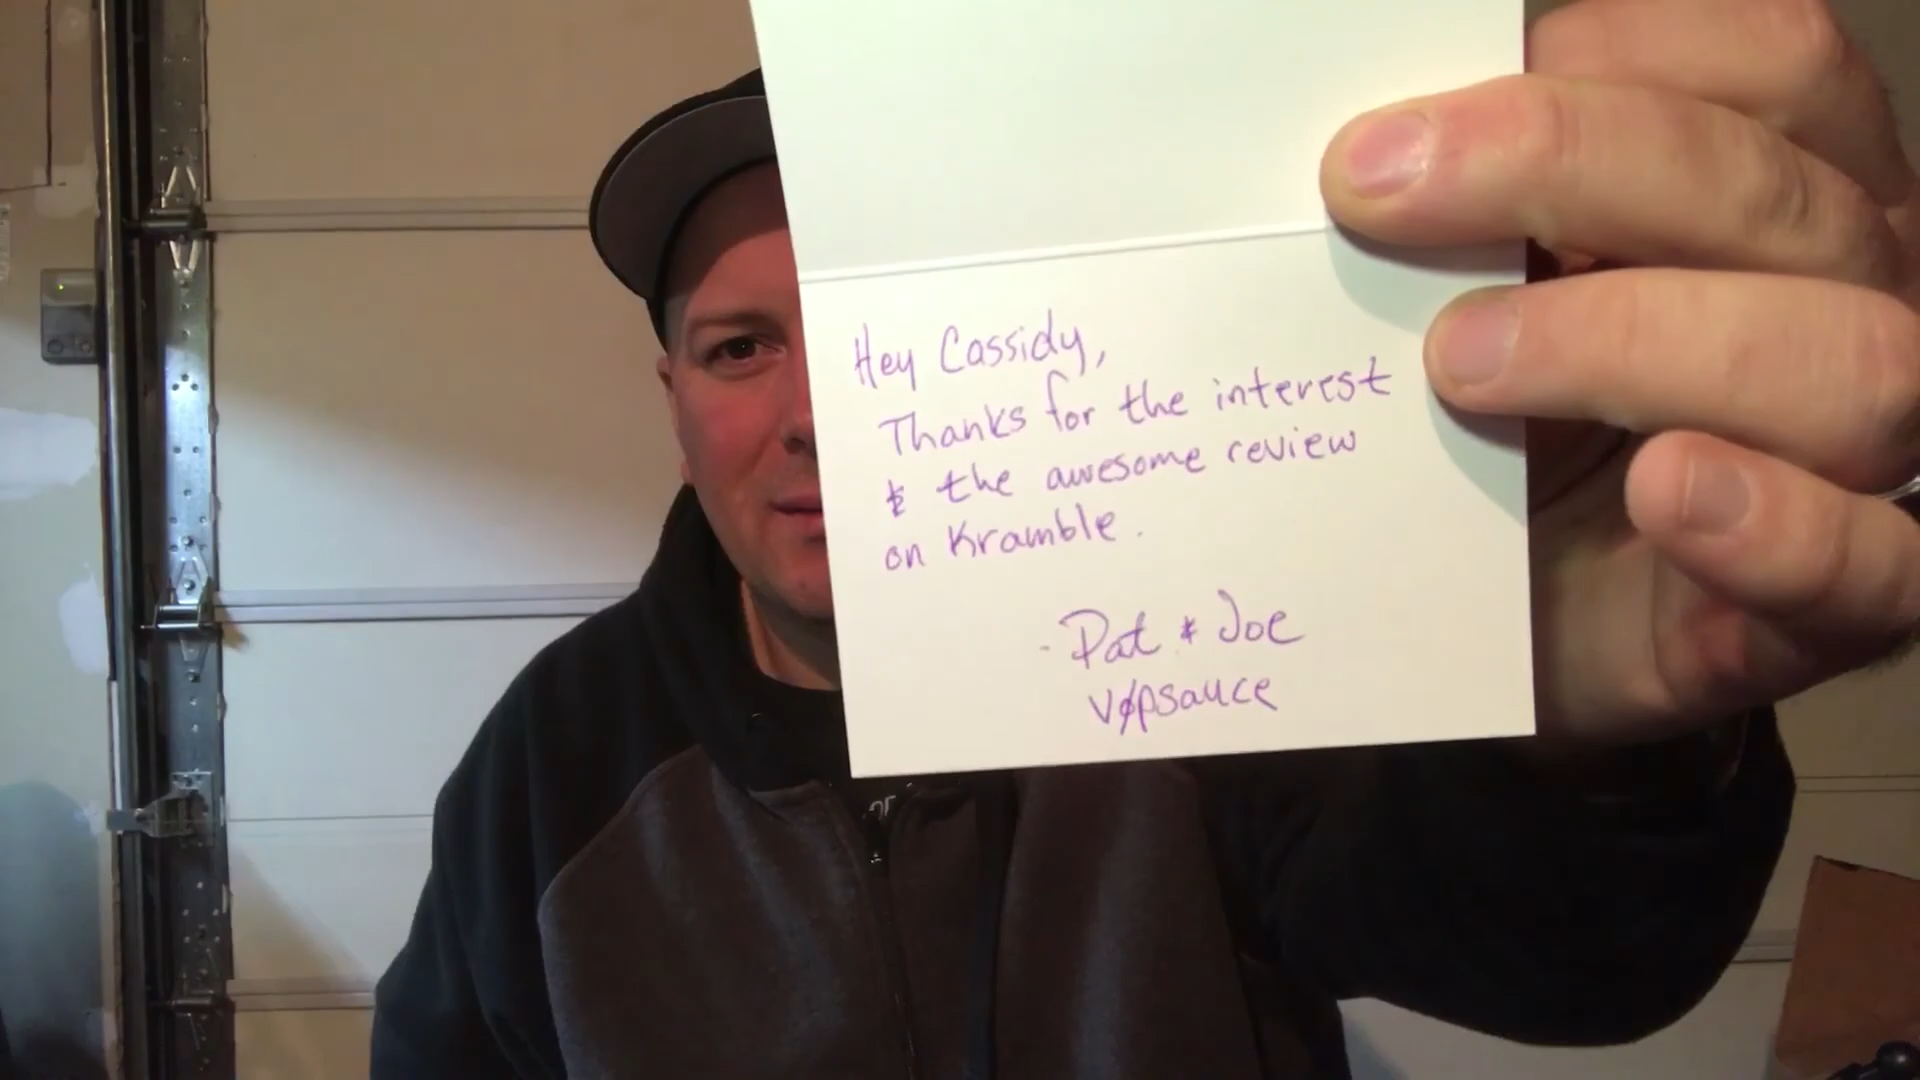 Hey Cassidy,
Thanks for the interest
& the awesome review
on Kramble.
- Pat & Joe
vøpsauce